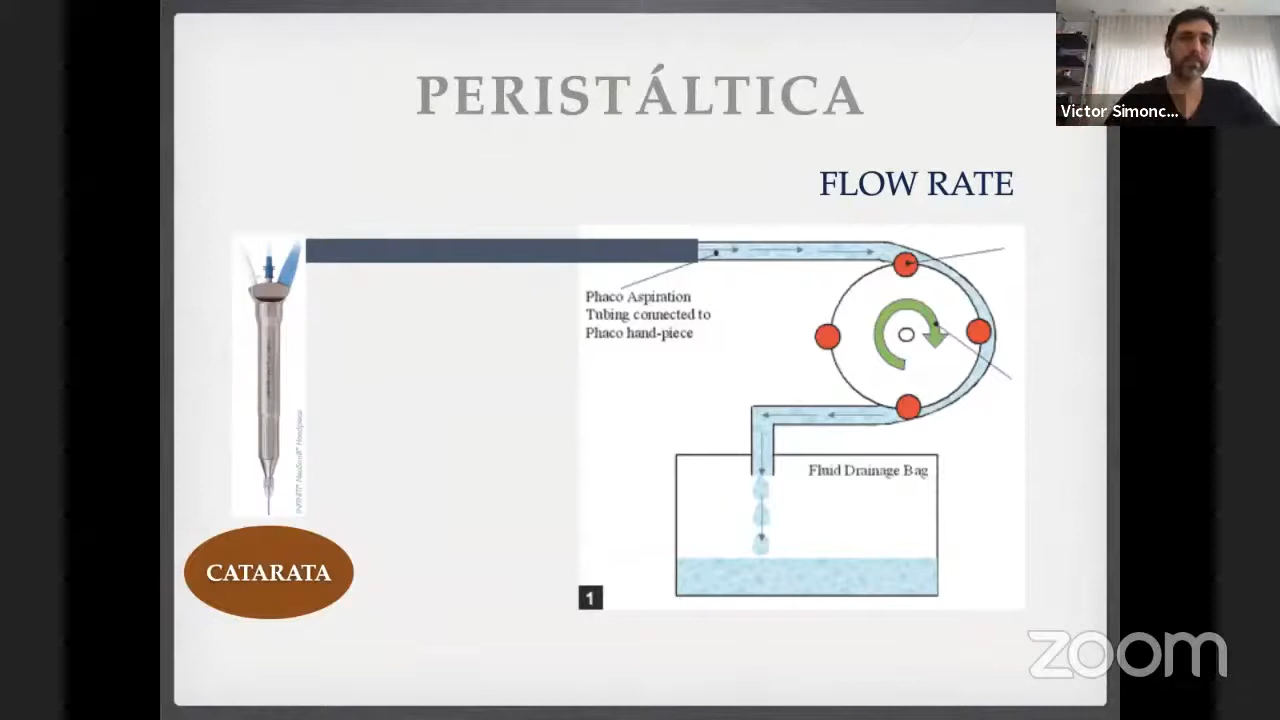 PERISTÁLTICA
Victor Simonc...
FLOW RATE
Phaco Aspiration
Tubing connected to
Phaco hand-piece
Fluid Drainage Bag
CATARATA
1
zoom